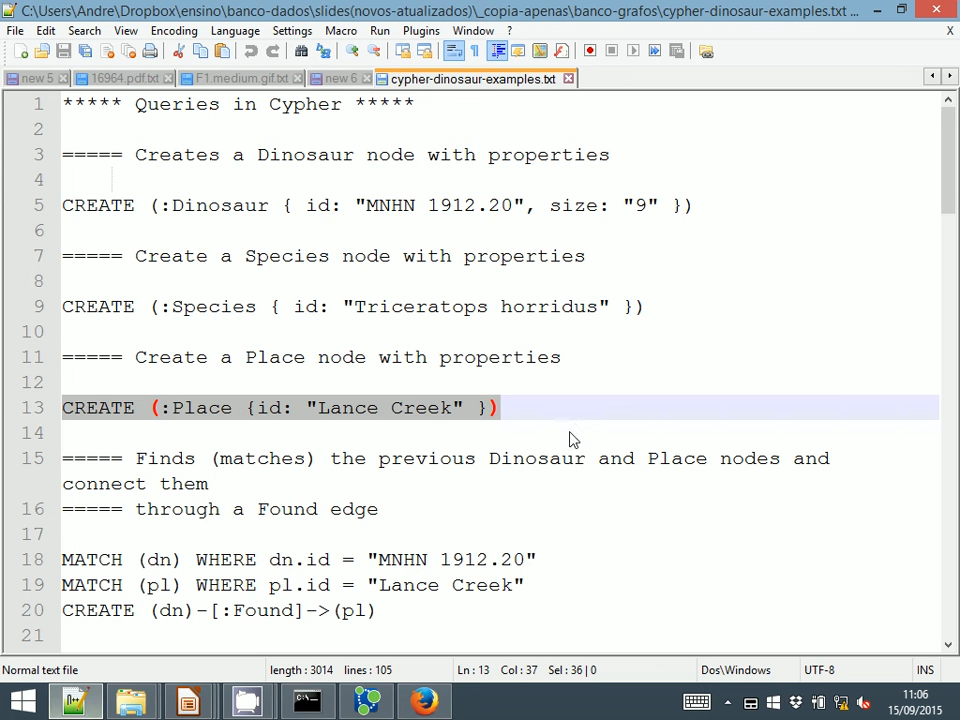 C:\Users\Andre\Dropbox\ensino\banco-dados\slides(novos-atualizados)\_copia-apenas\banco-grafos\cypher-dinosaur-examples.txt ...
File Edit Search View Encoding Language Settings Macro Run Plugins Window ? X
new 5 16964.pdf.txt F1.medium.gif.txt new 6 cypher-dinosaur-examples.txt
1 ***** Queries in Cypher *****
2
3 ===== Creates a Dinosaur node with properties
4
5 CREATE (:Dinosaur { id: "MNHN 1912.20", size: "9" })
6
7 ===== Create a Species node with properties
8
9 CREATE (:Species { id: "Triceratops horridus" })
10
11 ===== Create a Place node with properties
12
13 CREATE (:Place {id: "Lance Creek" })
14
15 ===== Finds (matches) the previous Dinosaur and Place nodes and
connect them
16 ===== through a Found edge
17
18 MATCH (dn) WHERE dn.id = "MNHN 1912.20"
19 MATCH (pl) WHERE pl.id = "Lance Creek"
20 CREATE (dn)-[:Found]->(pl)
21
Normal text file length : 3014 lines : 105 Ln : 13 Col : 37 Sel : 36 | 0 Dos\Windows UTF-8 INS
11:06
15/09/2015